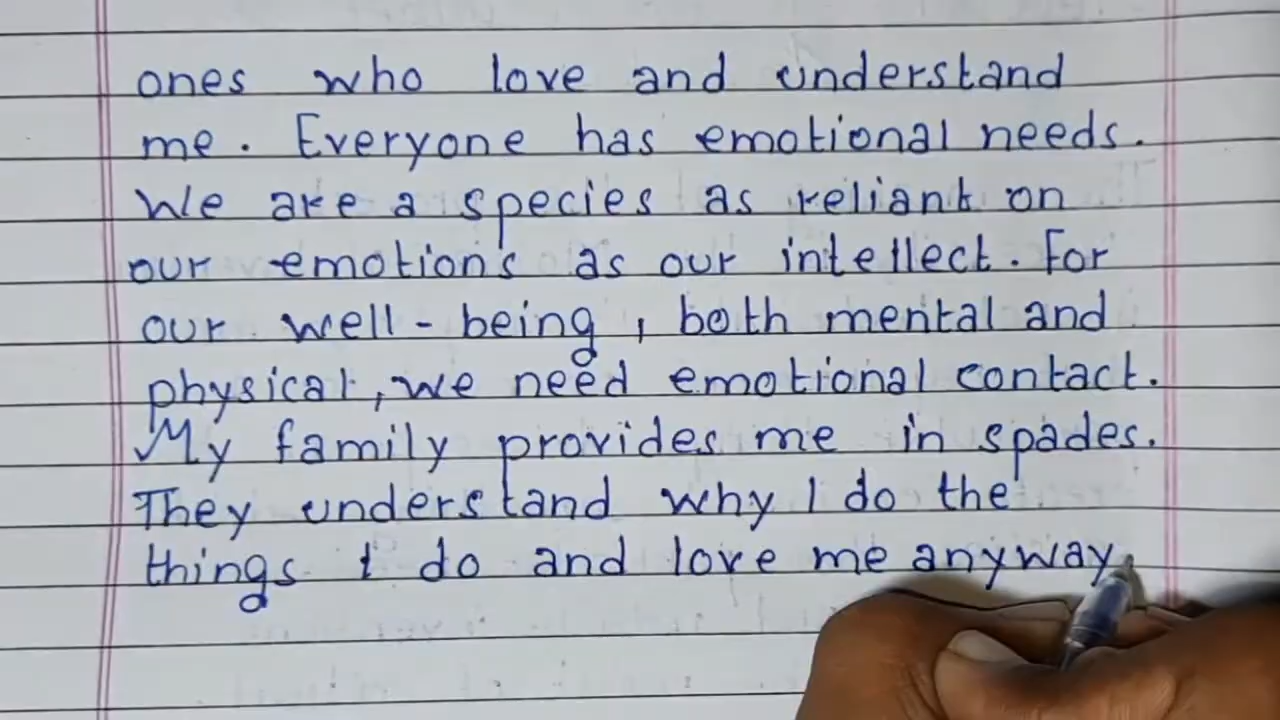 ones who love and understand
me. Everyone has emotional needs.
We are a species as reliant on
our emotions as our intellect. For
our well-being, both mental and
physical, we need emotional contact.
My family provides me in spades.
They understand why I do the
things I do and love me anyway.